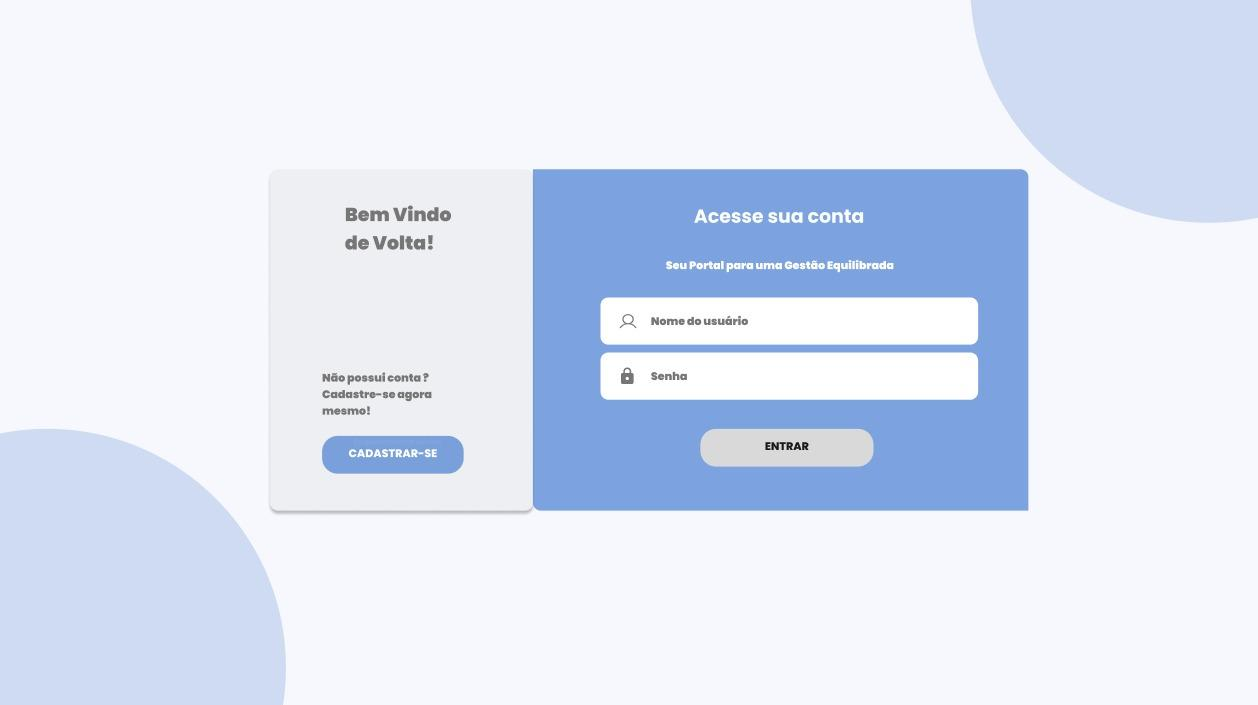 Bem Vindo
de Volta!
Não possui conta ?
Cadastre-se agora
mesmo!
CADASTRAR-SE
Acesse sua conta
Seu Portal para uma Gestão Equilibrada
Nome do usuário
Senha
ENTRAR